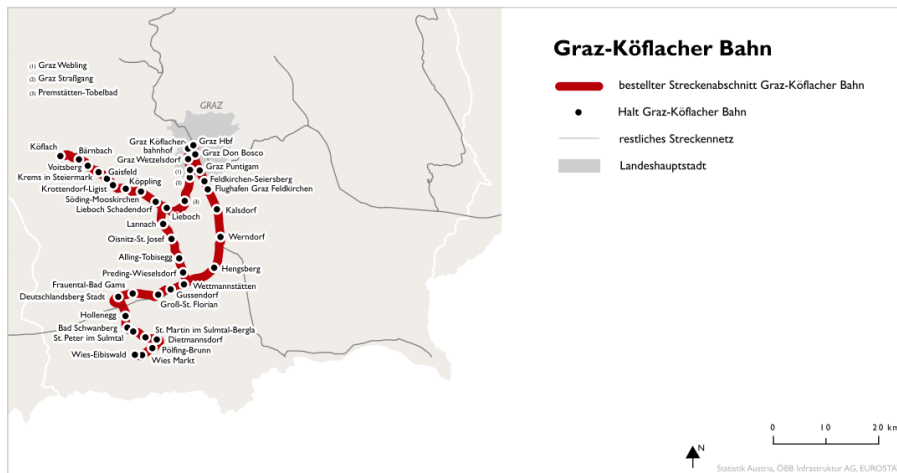 Graz-Köflacher Bahn
bestellter Streckenabschnitt Graz-Köflacher Bahn
Halt Graz-Köflacher Bahn
restliches Streckennetz
Landeshauptstadt
(1) Graz Webling
(2) Graz Straßgang
(3) Premstätten-Tobelbad
GRAZ
Graz Köflacher-
bahnhof
Graz Hbf
Graz Don Bosco
Graz Wetzelsdorf
Graz Puntigam
(1)
(2)
Feldkirchen-Seiersberg
Flughafen Graz Feldkirchen
Köflach
Bärnbach
Voitsberg
Gaisfeld
Krems in Steiermark
Köppling
Krottendorf-Ligist
Söding-Mooskirchen
(3)
Lieboch Schadendorf
Lieboch
Kalsdorf
Lannach
Oisnitz-St. Josef
Werndorf
Alling-Tobisegg
Hengsberg
Preding-Wieselsdorf
Wettmannstätten
Frauental-Bad Gams
Gussendorf
Deutschlandsberg Stadt
Groß-St. Florian
Hollenegg
Bad Schwanberg
St. Martin im Sulmtal-Bergla
St. Peter im Sulmtal
Dietmannsdorf
Pölfing-Brunn
Wies-Eibiswald
Wies Markt
0 10 20 km
N
Statistik Austria, ÖBB Infrastruktur AG, EUROSTA